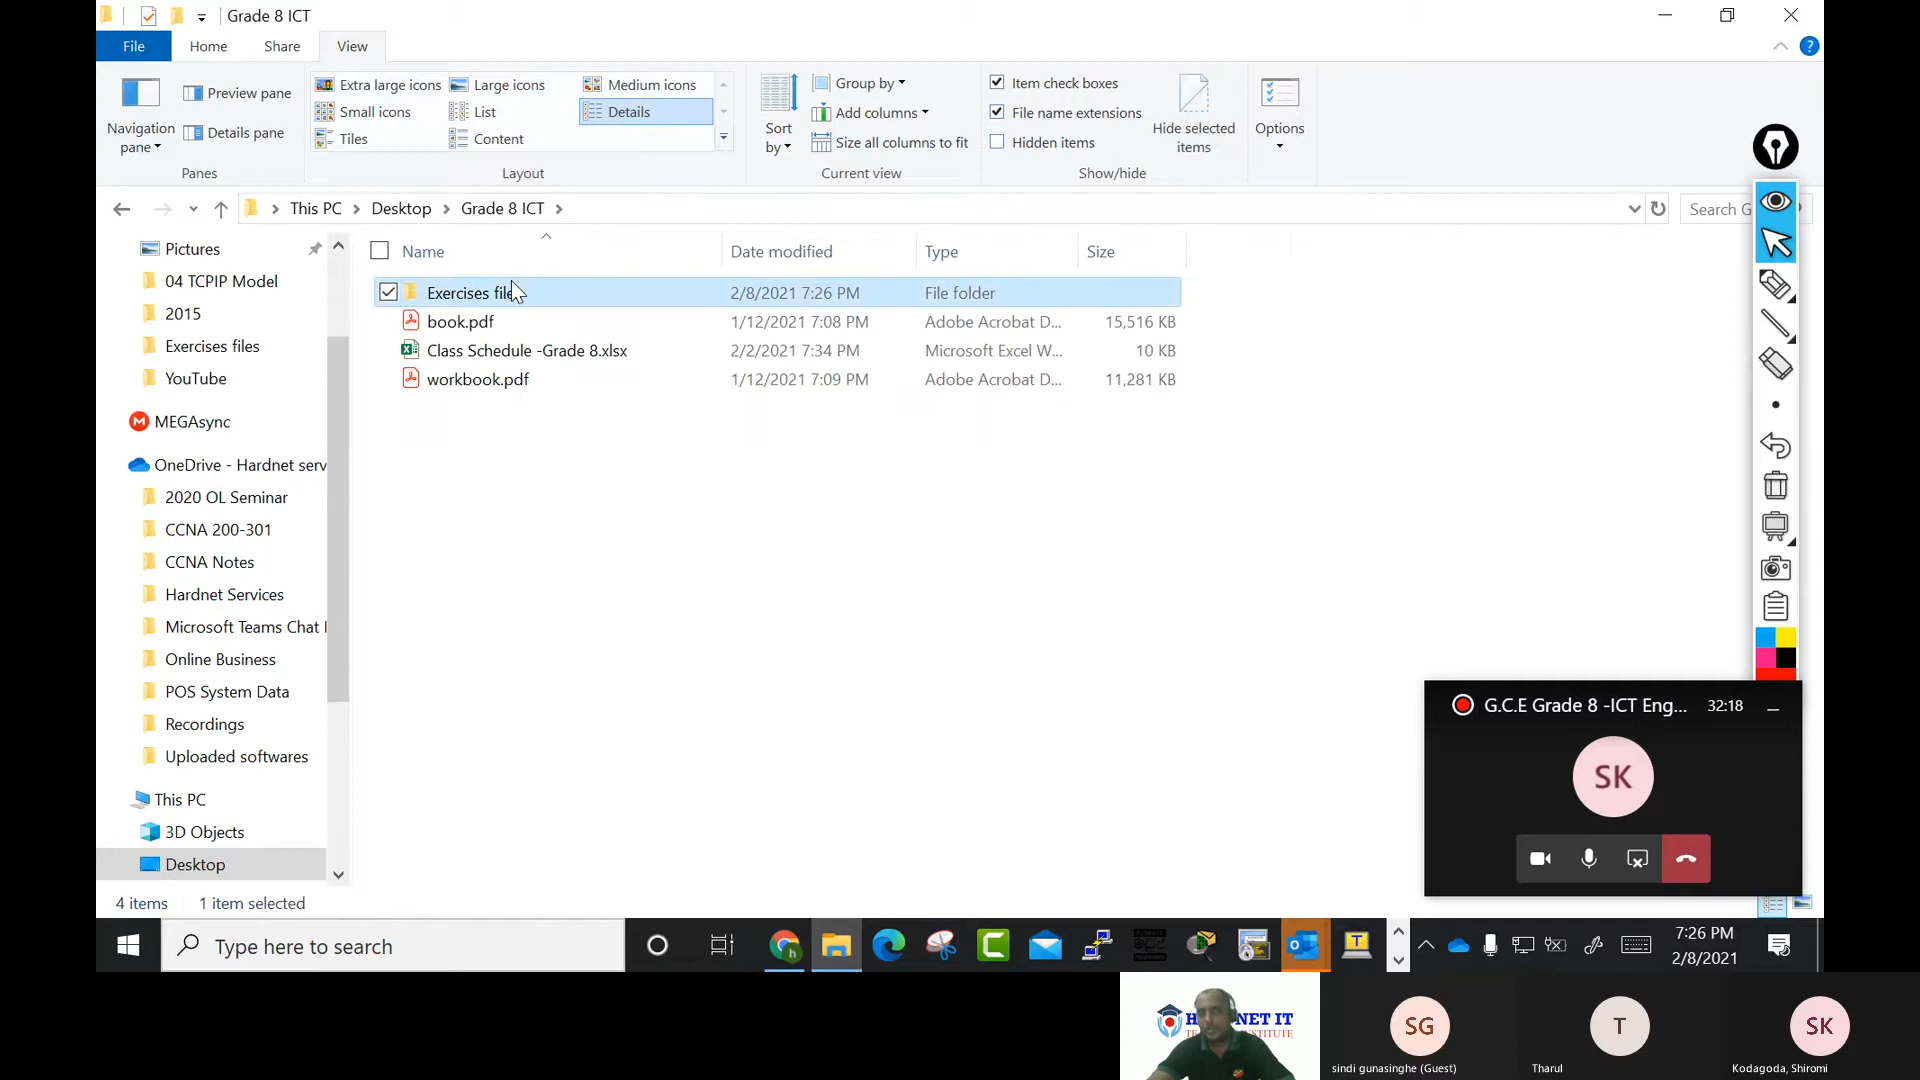 Grade 8 ICT
File Home Share View
Navigation pane
Preview pane
Details pane
Panes
Extra large icons Large icons Medium icons
Small icons List Details
Tiles Content
Layout
Sort by
Group by
Add columns
Size all columns to fit
Current view
Item check boxes
File name extensions
Hidden items
Hide selected items
Show/hide
Options
This PC Desktop Grade 8 ICT
Search G
Name Date modified Type Size
Exercises file 2/8/2021 7:26 PM File folder
book.pdf 1/12/2021 7:08 PM Adobe Acrobat D... 15,516 KB
Class Schedule -Grade 8.xlsx 2/2/2021 7:34 PM Microsoft Excel W... 10 KB
workbook.pdf 1/12/2021 7:09 PM Adobe Acrobat D... 11,281 KB
Pictures
04 TCPIP Model
2015
Exercises files
YouTube
MEGAsync
OneDrive - Hardnet serv
2020 OL Seminar
CCNA 200-301
CCNA Notes
Hardnet Services
Microsoft Teams Chat
Online Business
POS System Data
Recordings
Uploaded softwares
This PC
3D Objects
Desktop
4 items 1 item selected
G.C.E Grade 8 -ICT Eng... 32:18
SK
Type here to search
7:26 PM
2/8/2021
NET IT
SG
sindi gunasinghe (Guest)
T
Tharul
SK
Kodagoda, Shiromi